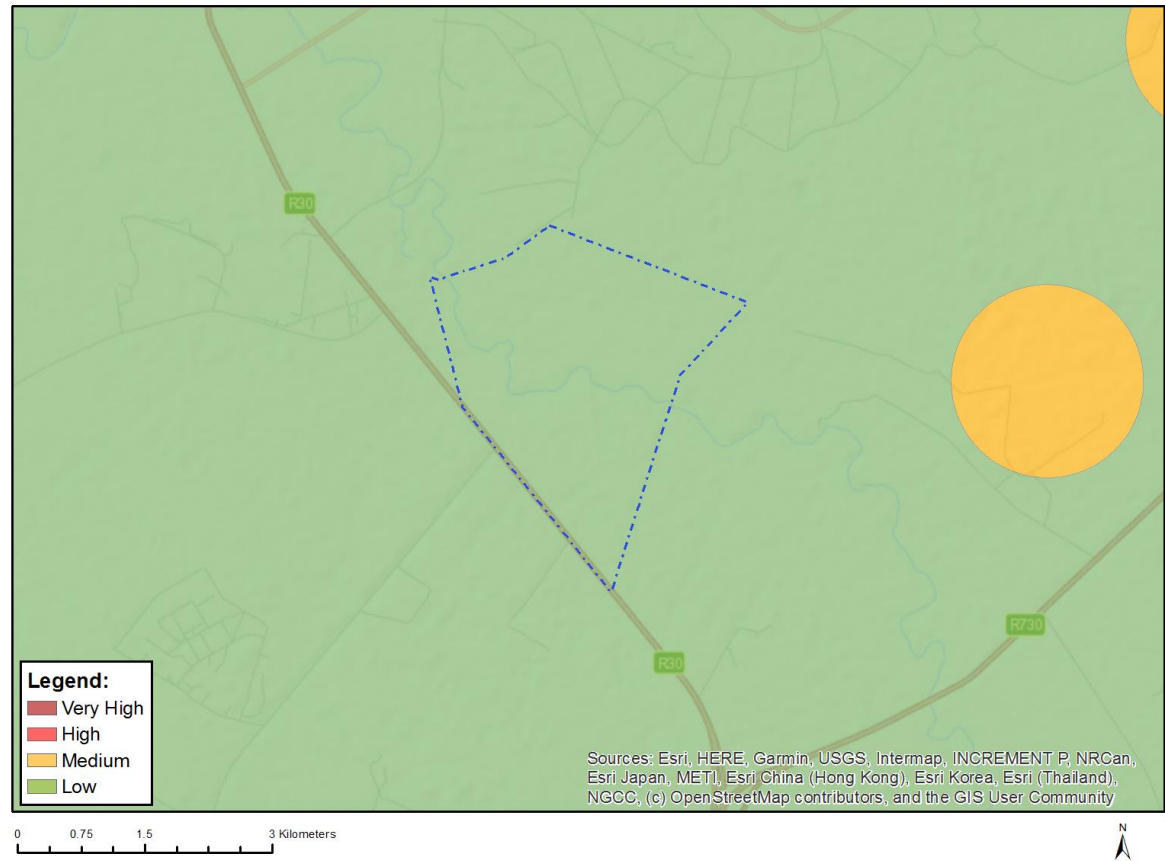 R30
R730
R30
Legend:
Very High
High
Medium
Low
Sources: Esri, HERE, Garmin, USGS, Intermap, INCREMENT P, NRCan,
Esri Japan, METI, Esri China (Hong Kong), Esri Korea, Esri (Thailand),
NGCC, (c) OpenStreetMap contributors, and the GIS User Community
0 0.75 1.5 3 Kilometers
N